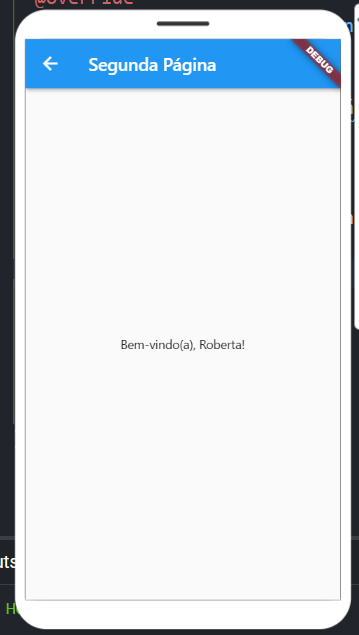 @override
Segunda Página
DEBUG
Bem-vindo(a), Roberta!